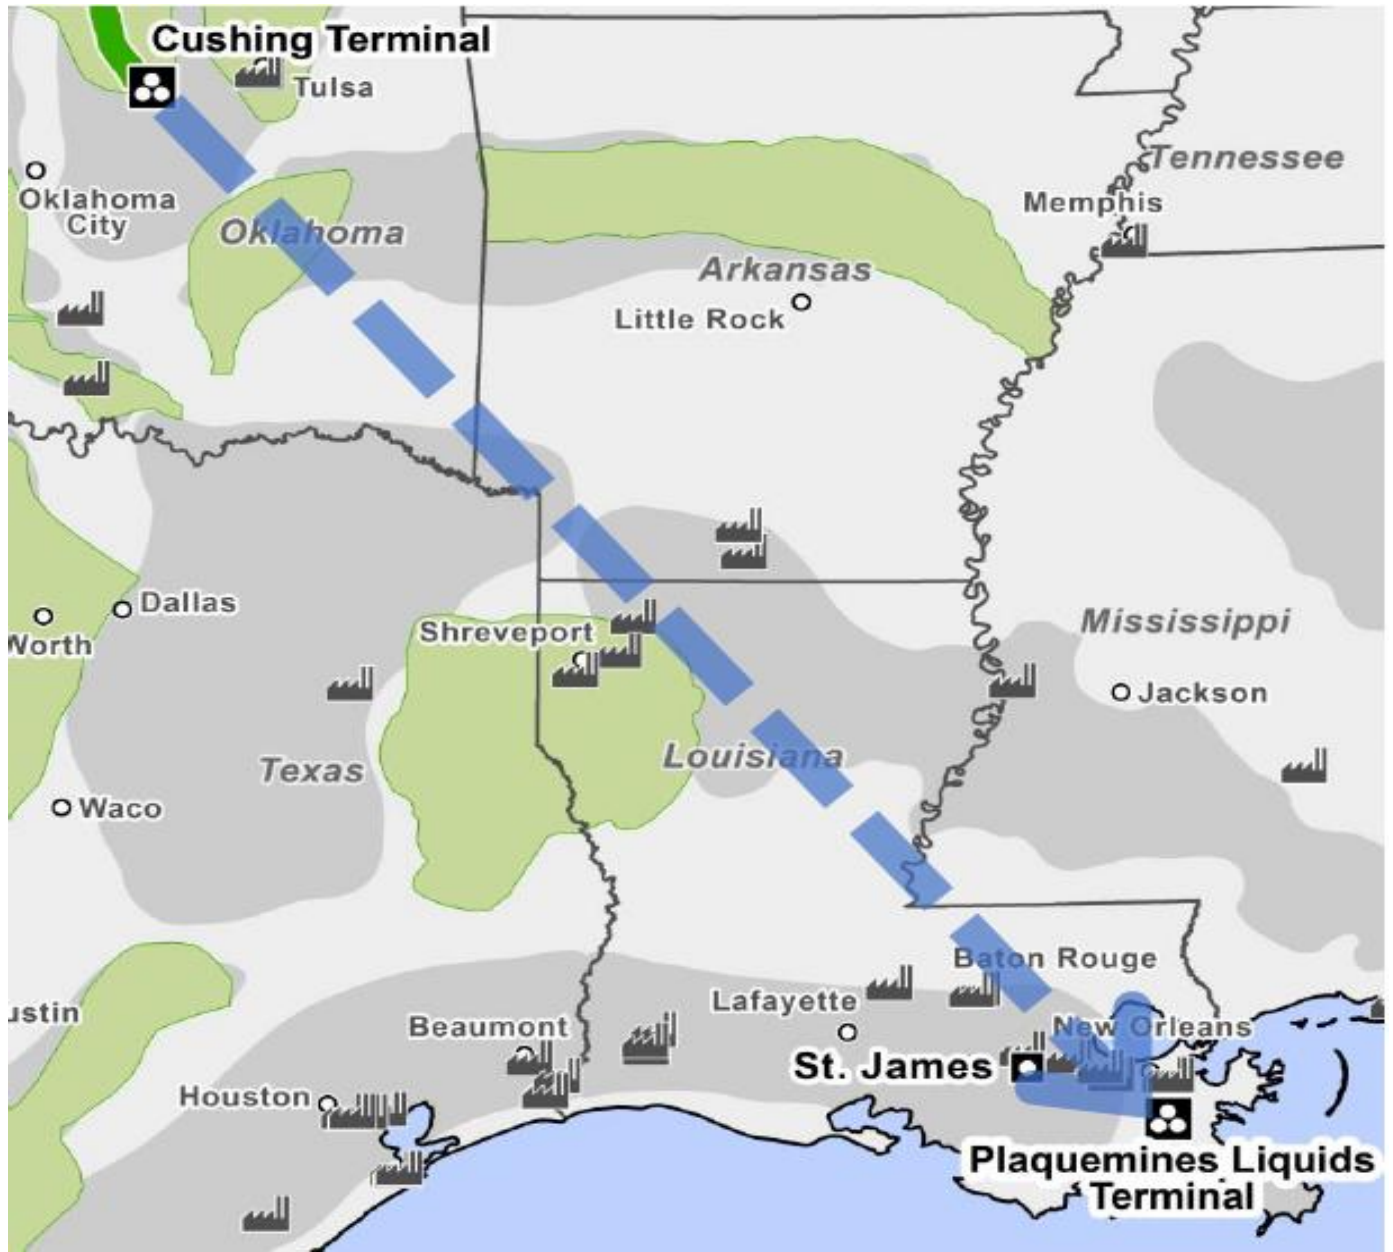 Cushing Terminal
Tulsa
Tennessee
Oklahoma
City
Memphis
Oklahoma
Arkansas
Little Rock
Dallas
Worth
Shreveport
Mississippi
Jackson
Louisiana
Texas
Waco
Baton Rouge
Lafayette
ustin
Beaumont
New Orleans
St. James
Houston
Plaquemines Liquids
Terminal